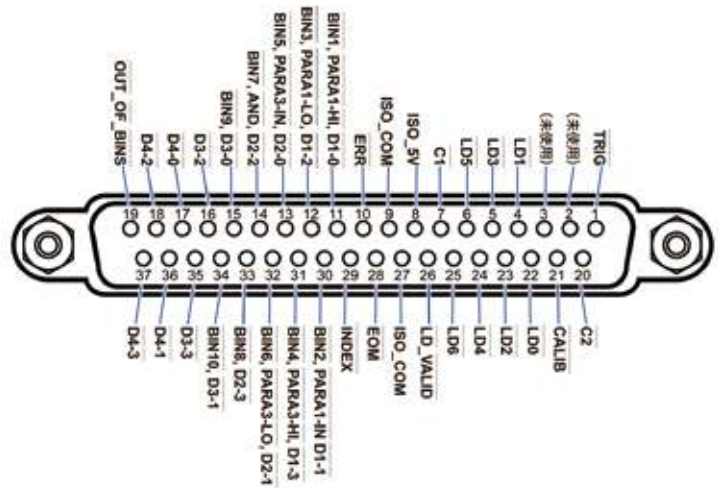 OUT_OF_BINS
D4-2
D4-0
D3-2
BIN9, D3-0
BIN7, AND, D2-2
BIN5, PARA3-IN, D2-0
BIN3, PARA1-LO, D1-2
BIN1, PARA1-HI, D1-0
ERR
ISO_COM
ISO_5V
C1
LD5
LD3
LD1
(未使用)
(未使用)
TRIG
19 18 17 16 15 14 13 12 11 10 9 8 7 6 5 4 3 2 1
37 36 35 34 33 32 31 30 29 28 27 26 25 24 23 22 21 20
D4-3
D4-1
D3-3
BIN10, D3-1
BIN8, D2-3
BIN6, PARA3-LO, D2-1
BIN4, PARA3-HI, D1-3
BIN2, PARA1-IN D1-1
INDEX
EOM
ISO_COM
LD_VALID
LD6
LD4
LD2
LD0
CALIB
C2